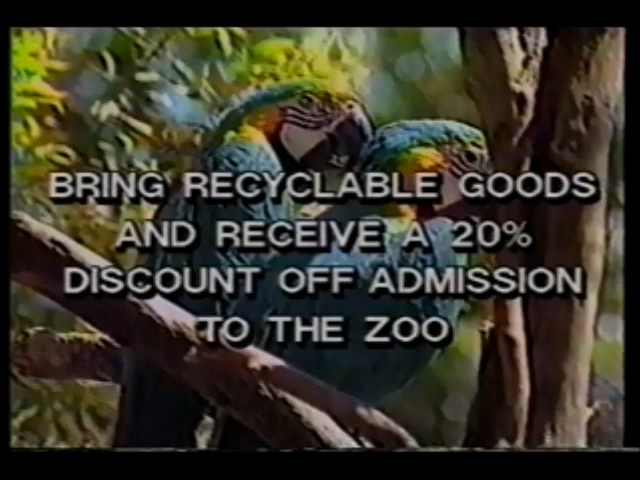 BRING RECYCLABLE GOODS
AND RECEIVE A 20%
DISCOUNT OFF ADMISSION
TO THE ZOO